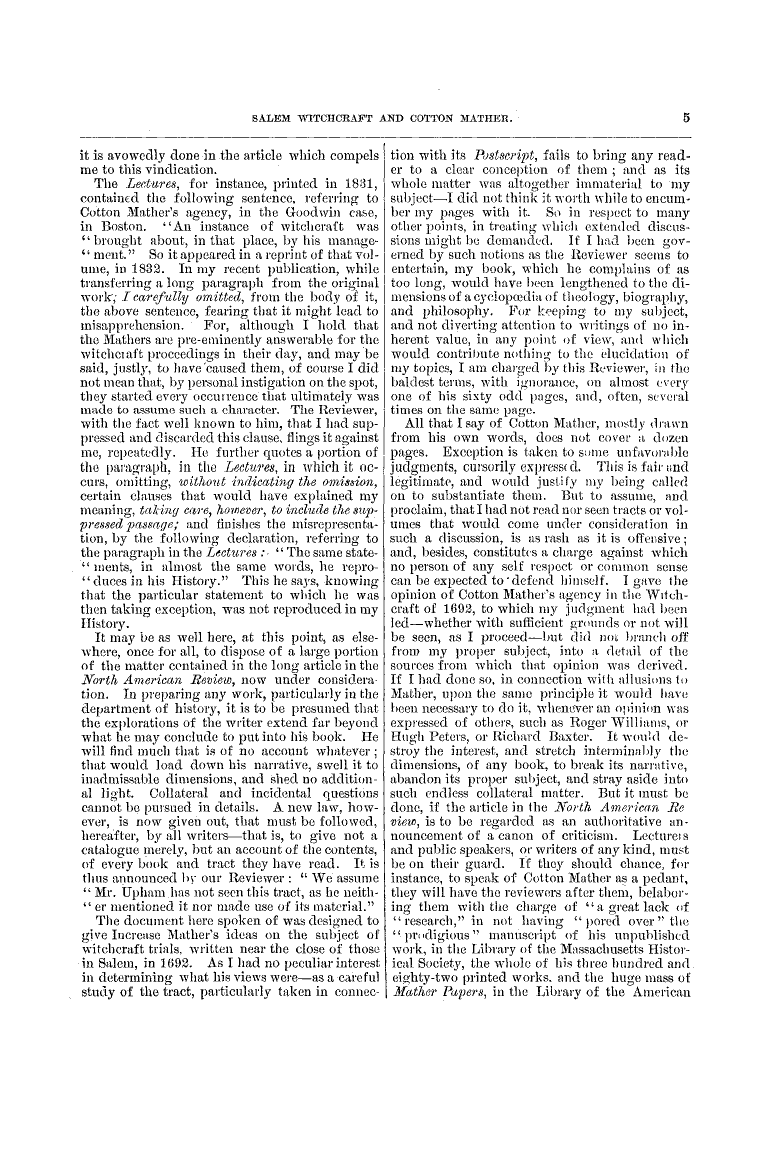 SALEM WITCHCRAFT AND COTTON MATHER. 5
it is avowedly done in the article which compels
me to this vindication.
The Lectures, for instance, printed in 1831,
contained the following sentence, referring to
Cotton Mather's agency, in the Goodwin case,
in Boston. "An instance of witchcraft was
"brought about, in that place, by his manage-
"ment." So it appeared in a reprint of that vol-
ume, in 1832. In my recent publication, while
transferring a long paragraph from the original
work; I carefully omitted, from the body of it,
the above sentence, fearing that it might lead to
misapprehension. For, although I hold that
the Mathers are pre-eminently answerable for the
witchcraft proceedings in their day, and may be
said, justly, to have caused them, of course I did
not mean that, by personal instigation on the spot,
they started every occurrence that ultimately was
made to assume such a character. The Reviewer,
with the fact well known to him, that I had sup-
pressed and discarded this clause, flings it against
me, repeatedly. He further quotes a portion of
the paragraph, in the Lectures, in which it oc-
curs, omitting, without indicating the omission,
certain clauses that would have explained my
meaning, taking care, however, to include the sup-
pressed passage; and finishes the misrepresenta-
tion, by the following declaration, referring to
the paragraph in the Lectures: "The same state-
"ments, in almost the same words, he repro-
"duces in his History." This he says, knowing
that the particular statement to which he was
then taking exception, was not reproduced in my
History.
It may be as well here, at this point, as else-
where, once for all, to dispose of a large portion
of the matter contained in the long article in the
North American Review, now under considera-
tion. In preparing any work, particularly in the
department of history, it is to be presumed that
the explorations of the writer extend far beyond
what he may conclude to put into his book. He
will find much that is of no account whatever;
that would load down his narrative, swell it to
inadmissable dimensions, and shed no addition-
al light. Collateral and incidental questions
cannot be pursued in details. A new law, how-
ever, is now given out, that must be followed,
hereafter, by all writers—that is, to give not a
catalogue merely, but an account of the contents,
of every book and tract they have read. It is
thus announced by our Reviewer: "We assume
"Mr. Upham has not seen this tract, as he neith-
"er mentioned it nor made use of its material."
The document here spoken of was designed to
give Increase Mather's ideas on the subject of
witchcraft trials, written near the close of those
in Salem, in 1692. As I had no peculiar interest
in determining what his views were—as a careful
study of the tract, particularly taken in connec-
tion with its Postscript, fails to bring any read-
er to a clear conception of them; and as its
whole matter was altogether immaterial to my
subject—I did not think it worth while to encum-
ber my pages with it. So in respect to many
other points, in treating which extended discus-
sions might be demanded. If I had been gov-
erned by such notions as the Reviewer seems to
entertain, my book, which he complains of as
too long, would have been lengthened to the di-
mensions of a cyclopœdia of theology, biography,
and philosophy. For keeping to my subject,
and not diverting attention to writings of no in-
herent value, in any point of view, and which
would contribute nothing to the elucidation of
my topics, I am charged by this Reviewer, in the
baldest terms, with ignorance, on almost every
one of his sixty odd pages, and, often, several
times on the same page.
All that I say of Cotton Mather, mostly drawn
from his own words, does not cover a dozen
pages. Exception is taken to some unfavorable
judgments, cursorily expressed. This is fair and
legitimate, and would justify my being called
on to substantiate them. But to assume, and
proclaim, that I had not read nor seen tracts or vol-
umes that would come under consideration in
such a discussion, is as rash as it is offensive;
and, besides, constitutes a charge against which
no person of any self respect or common sense
can be expected to defend himself. I gave the
opinion of Cotton Mather's agency in the Witch-
craft of 1692, to which my judgment had been
led—whether with sufficient grounds or not will
be seen, as I proceed—but did not branch off
from my proper subject, into a detail of the
sources from which that opinion was derived.
If I had done so, in connection with allusions to
Mather, upon the same principle it would have
been necessary to do it, whenever an opinion was
expressed of others, such as Roger Williams, or
Hugh Peters, or Richard Baxter. It would de-
stroy the interest, and stretch interminably the
dimensions, of any book, to break its narrative,
abandon its proper subject, and stray aside into
such endless collateral matter. But it must be
done, if the article in the North American Re
view, is to be regarded as an authoritative an-
nouncement of a canon of criticism. Lecturers
and public speakers, or writers of any kind, must
be on their guard. If they should chance, for
instance, to speak of Cotton Mather as a pedant,
they will have the reviewers after them, belabor-
ing them with the charge of "a great lack of
"research," in not having "pored over" the
"prodigious" manuscript of his unpublished
work, in the Library of the Massachusetts Histor-
ical Society, the whole of his three hundred and
eighty-two printed works, and the huge mass of
Mather Papers, in the Library of the American